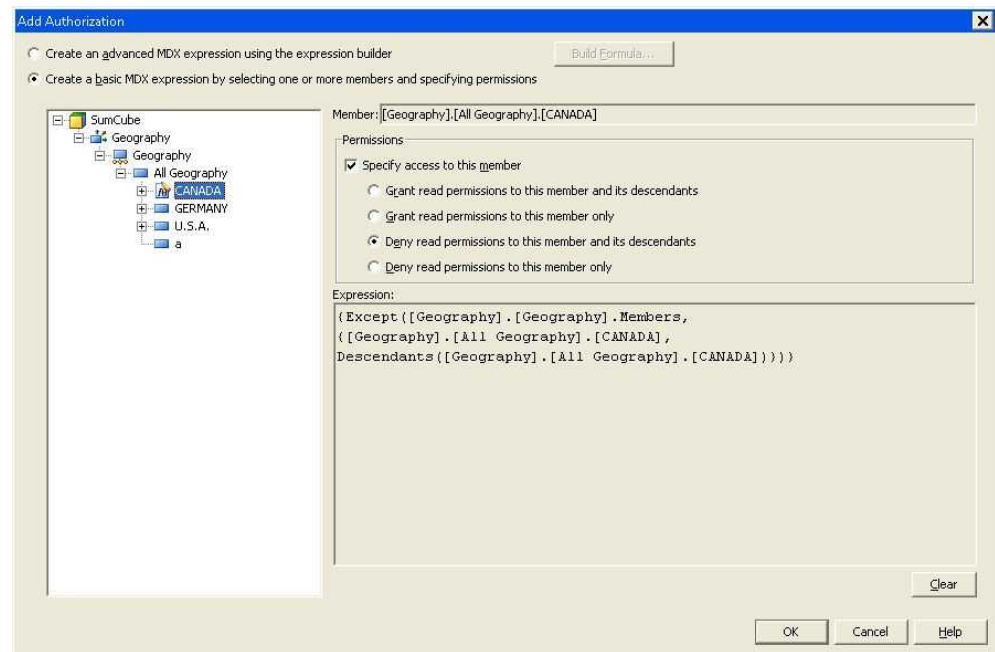 Add Authorization
Create an advanced MDX expression using the expression builder
Build Formula...
Create a basic MDX expression by selecting one or more members and specifying permissions
SumCube
Geography
Geography
All Geography
CANADA
GERMANY
U.S.A.
a
Member: [Geography].[All Geography].[CANADA]
Permissions
Specify access to this member
Grant read permissions to this member and its descendants
Grant read permissions to this member only
Deny read permissions to this member and its descendants
Deny read permissions to this member only
Expression:
{Except([Geography].[Geography].Members,
{[Geography].[All Geography].[CANADA],
Descendants([Geography].[All Geography].[CANADA])})}
Clear
OK
Cancel
Help